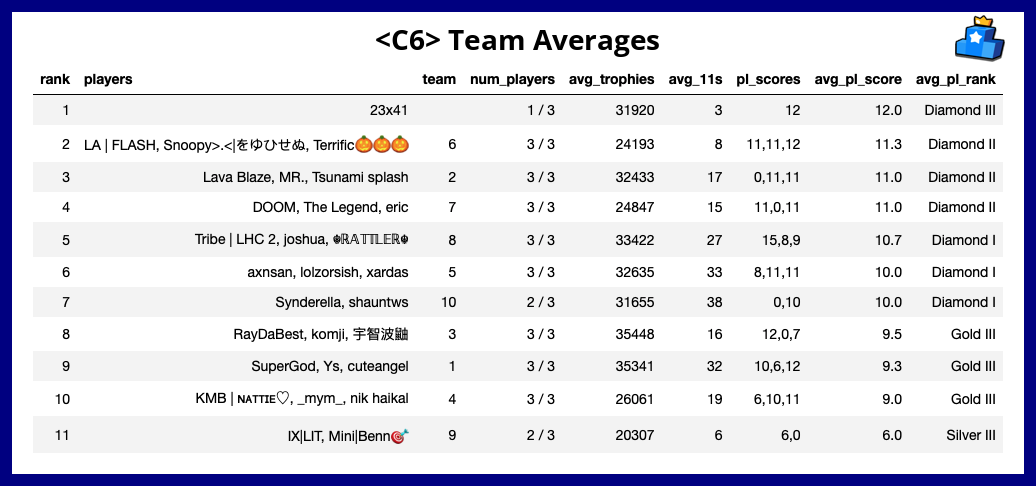 <C6> Team Averages
rank players team num_players avg_trophies avg_11s pl_scores avg_pl_score avg_pl_rank
1 23x41 1 / 3 31920 3 12 12.0 Diamond III
2 LA | FLASH, Snoopy>.<|をゆひせぬ, Terrific🎃🎃🎃 6 3 / 3 24193 8 11,11,12 11.3 Diamond II
3 Lava Blaze, MR., Tsunami splash 2 3 / 3 32433 17 0,11,11 11.0 Diamond II
4 DOOM, The Legend, eric 7 3 / 3 24847 15 11,0,11 11.0 Diamond II
5 Tribe | LHC 2, joshua, ☬ℝ𝔸𝕋𝕋𝕃𝔼ℝ☬ 8 3 / 3 33422 27 15,8,9 10.7 Diamond I
6 axnsan, lolzorsish, xardas 5 3 / 3 32635 33 8,11,11 10.0 Diamond I
7 Synderella, shauntws 10 2 / 3 31655 38 0,10 10.0 Diamond I
8 RayDaBest, komji, 宇智波鼬 3 3 / 3 35448 16 12,0,7 9.5 Gold III
9 SuperGod, Ys, cuteangel 1 3 / 3 35341 32 10,6,12 9.3 Gold III
10 KMB | ɴᴀᴛᴛɪᴇ♡, _mym_, nik haikal 4 3 / 3 26061 19 6,10,11 9.0 Gold III
11 IX|LIT, Mini|Benn🎯 9 2 / 3 20307 6 6,0 6.0 Silver III